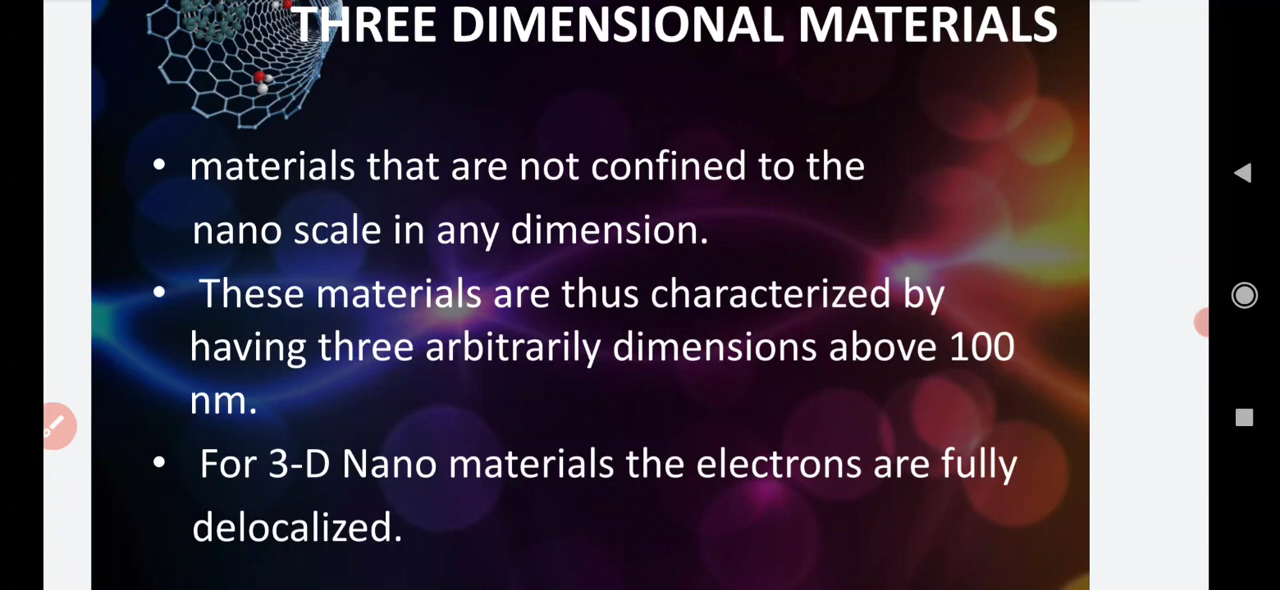 THREE DIMENSIONAL MATERIALS
• materials that are not confined to the
nano scale in any dimension.
• These materials are thus characterized by
having three arbitrarily dimensions above 100
nm.
• For 3-D Nano materials the electrons are fully
delocalized.